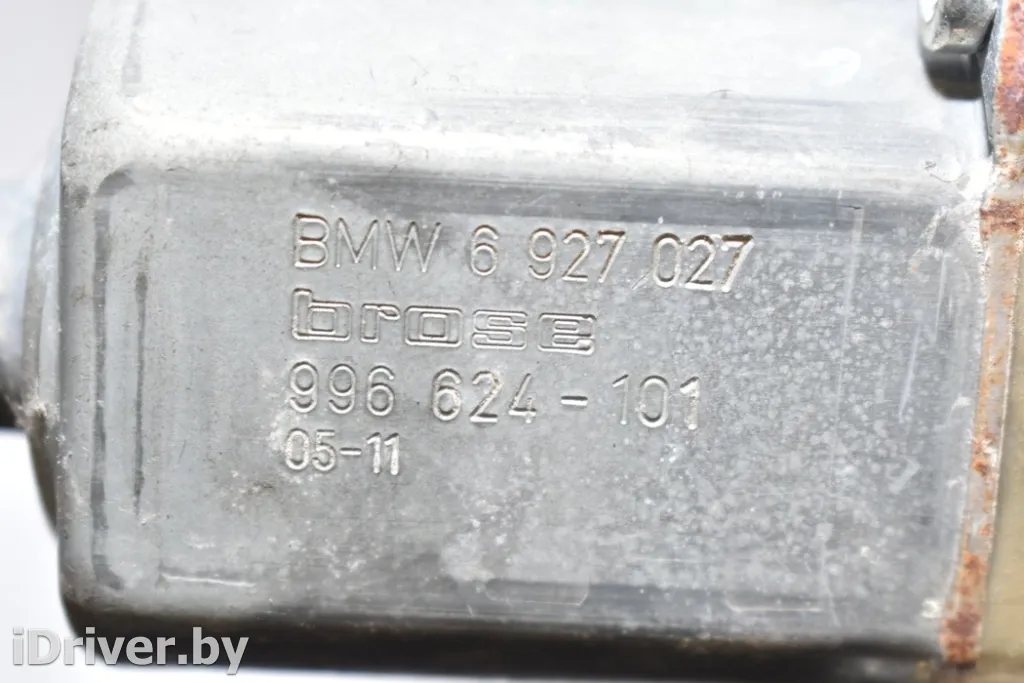 BMW 6 927 027
brose
996 624-101
05-11
iDriver.by